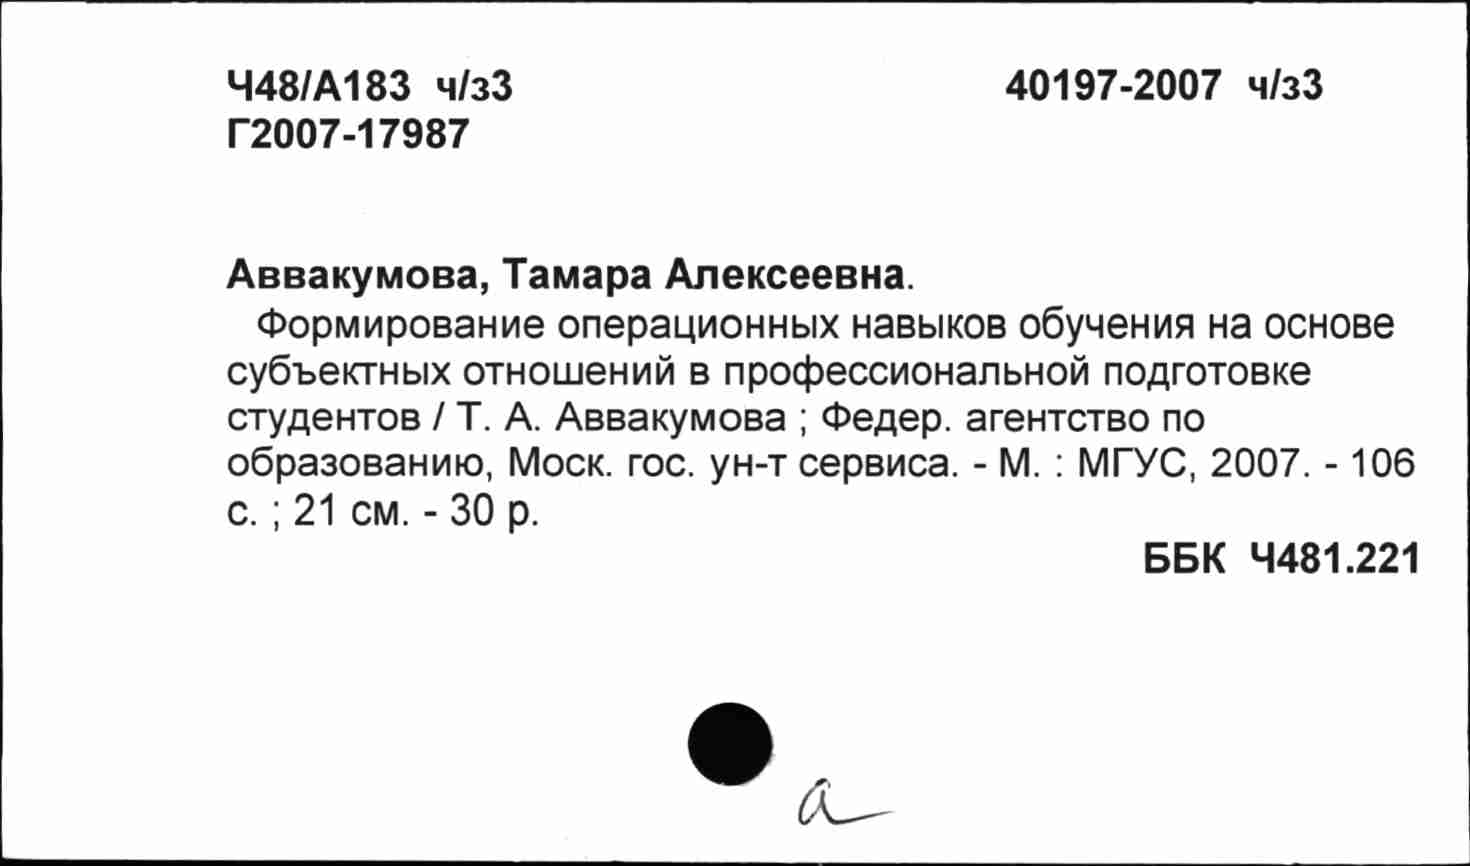 Ч48/А183 ч/з3 40197-2007 ч/з3
Г2007-17987
Аввакумова, Тамара Алексеевна.
Формирование операционных навыков обучения на основе
субъектных отношений в профессиональной подготовке
студентов / Т. А. Аввакумова ; Федер. агентство по
образованию, Моск. гос. ун-т сервиса. - М. : МГУС, 2007. - 106
с. ; 21 см. - 30 р.
ББК Ч481.221
а